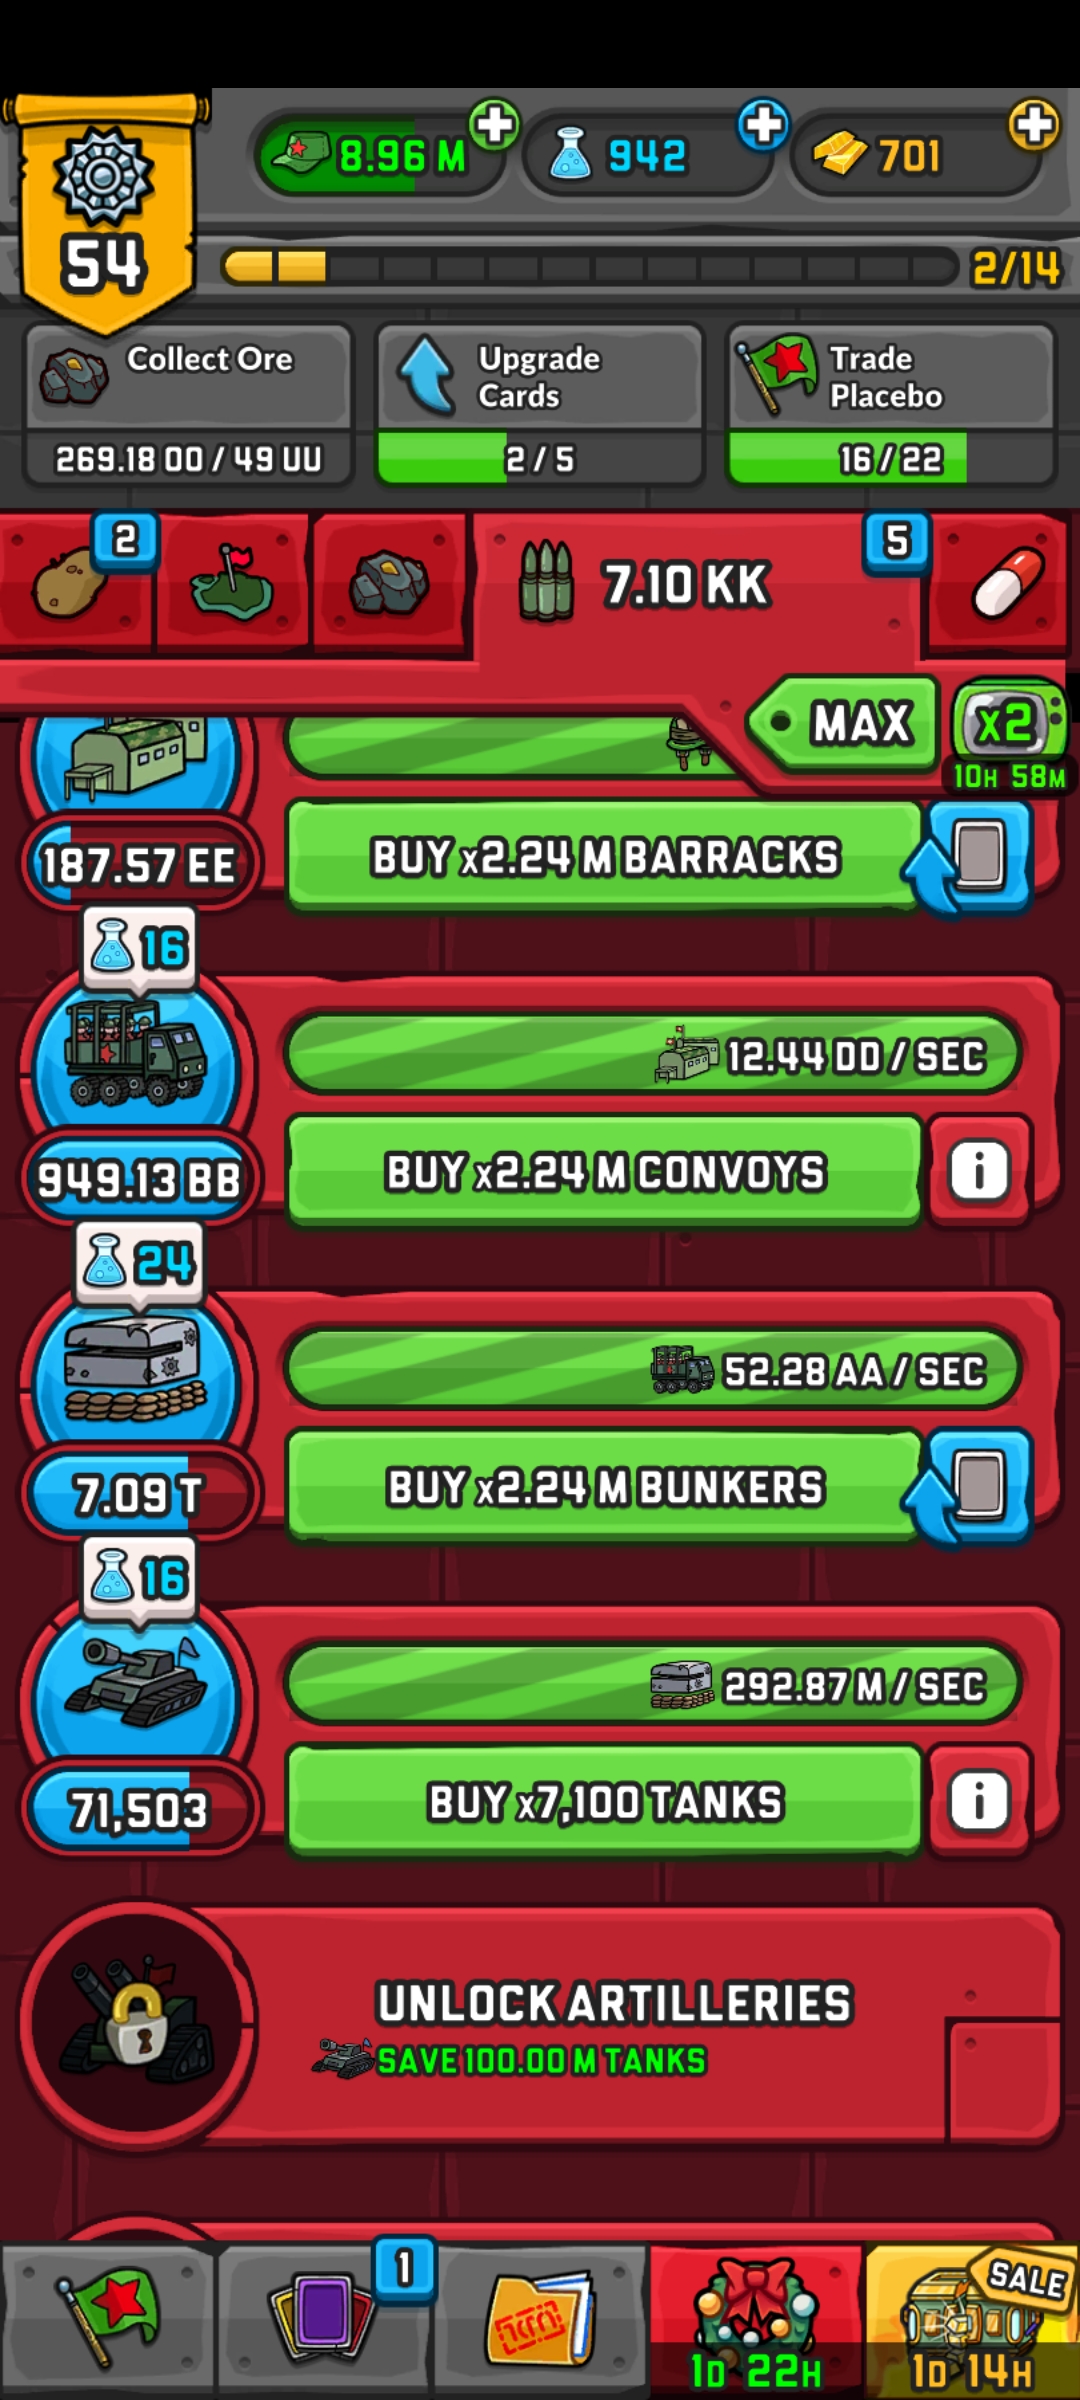 8.96 M
942
701
54
2/14
Collect Ore
269.18 OO / 49 UU
Upgrade
Cards
2 / 5
Trade
Placebo
16 / 22
2
7.10 KK
5
MAX
x2
10H 58M
187.57 EE
BUY x2.24 M BARRACKS
16
12.44 DD / SEC
949.13 BB
BUY x2.24 M CONVOYS
i
24
52.28 AA / SEC
7.09 T
BUY x2.24 M BUNKERS
16
292.87 M / SEC
71,503
BUY x7,100 TANKS
i
UNLOCK ARTILLERIES
SAVE 100.00 M TANKS
1
SALE
1D 22H
1D 14H